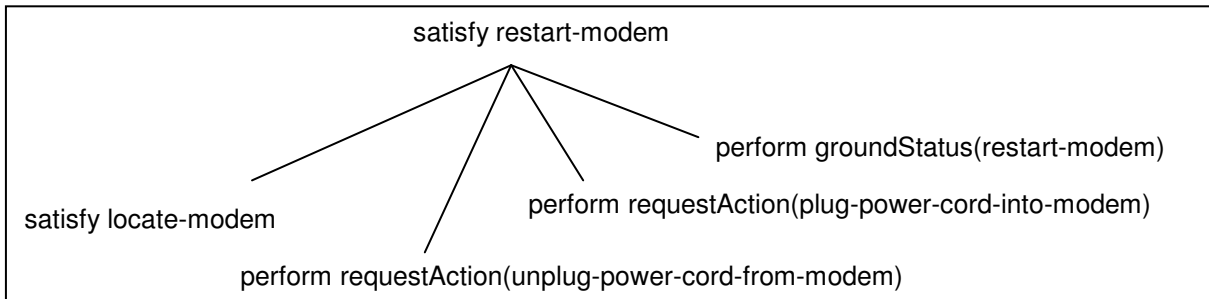 satisfy restart-modem
perform groundStatus(restart-modem)
perform requestAction(plug-power-cord-into-modem)
satisfy locate-modem
perform requestAction(unplug-power-cord-from-modem)